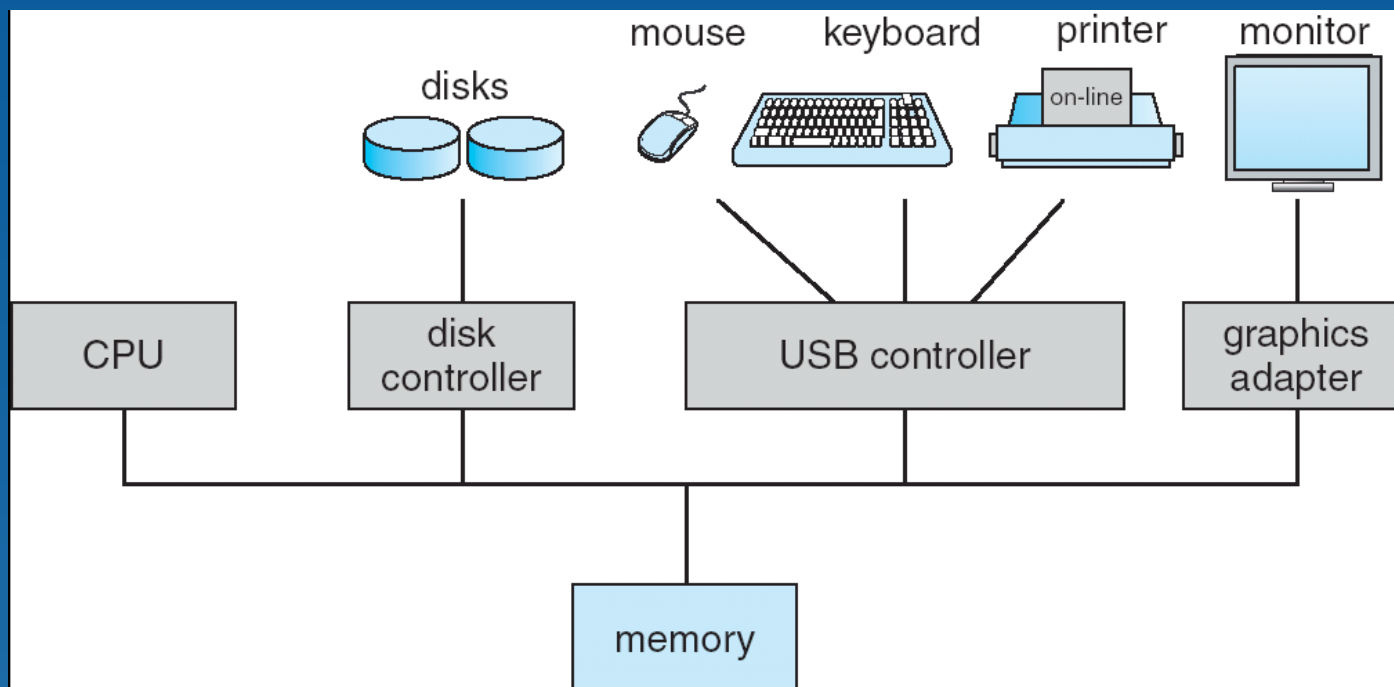 mouse keyboard printer monitor
disks
on-line
CPU
disk
controller
USB controller
graphics
adapter
memory